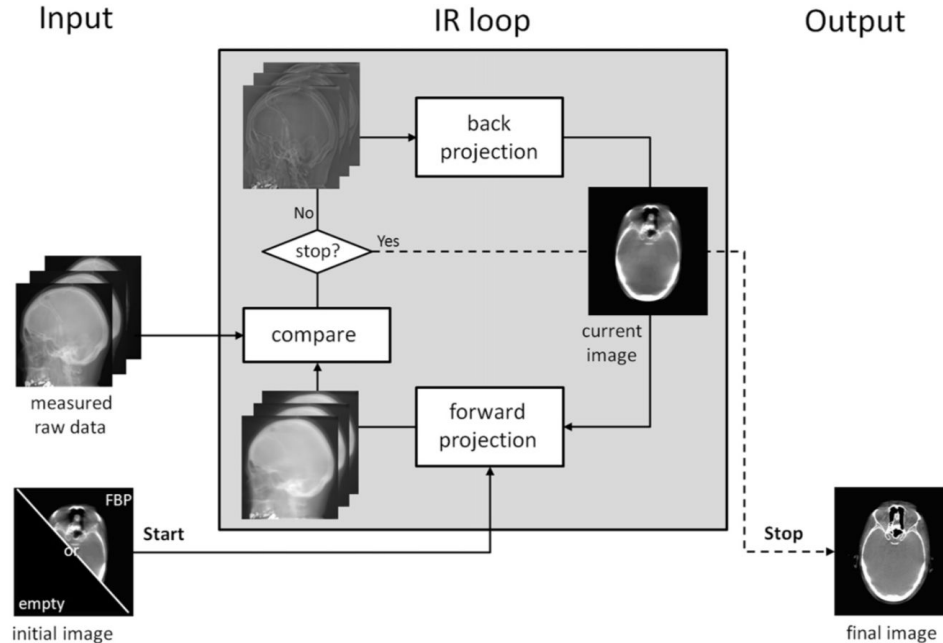 Input
IR loop
Output
back
projection
No
stop?
Yes
compare
current
image
measured
raw data
forward
projection
FBP
or
empty
Start
Stop
initial image
final image